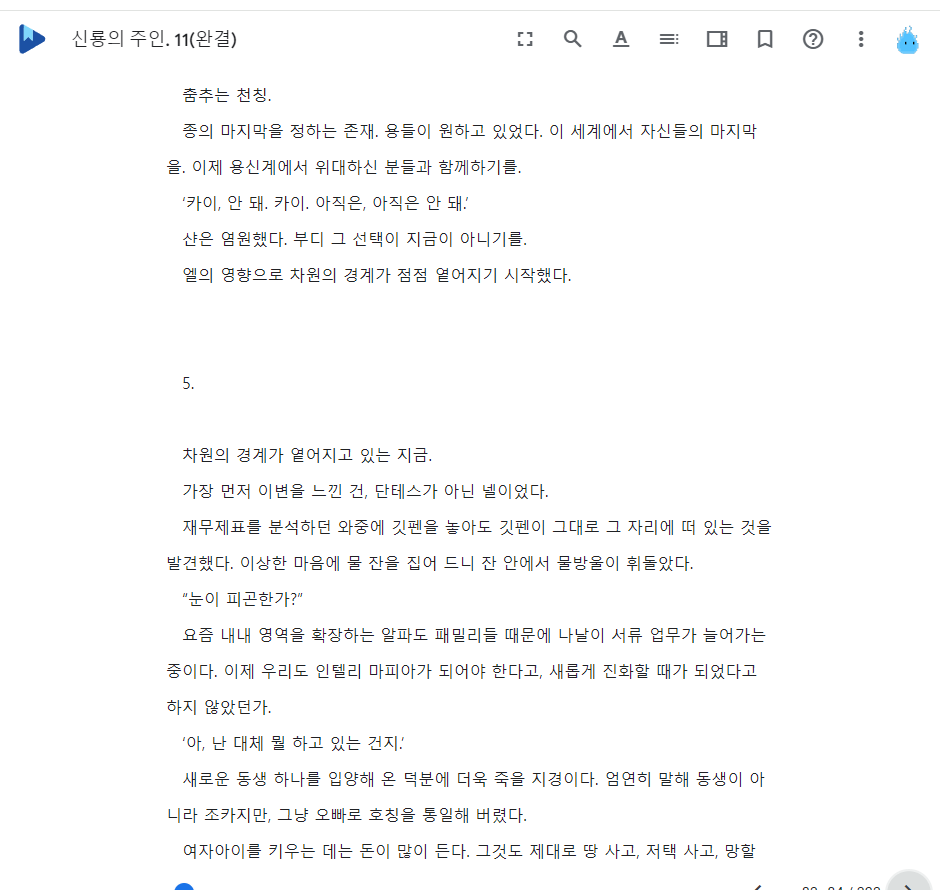 신룡의 주인. 11(완결)
춤추는 천칭.
종의 마지막을 정하는 존재. 용들이 원하고 있었다. 이 세계에서 자신들의 마지막
을. 이제 용신계에서 위대하신 분들과 함께하기를.
‘카이, 안 돼. 카이. 아직은, 아직은 안 돼.’
샨은 염원했다. 부디 그 선택이 지금이 아니기를.
엘의 영향으로 차원의 경계가 점점 옅어지기 시작했다.
5.
차원의 경계가 옅어지고 있는 지금.
가장 먼저 이변을 느낀 건, 단테스가 아닌 넬이었다.
재무제표를 분석하던 와중에 깃펜을 놓아도 깃펜이 그대로 그 자리에 떠 있는 것을
발견했다. 이상한 마음에 물 잔을 집어 드니 잔 안에서 물방울이 휘돌았다.
“눈이 피곤한가?”
요즘 내내 영역을 확장하는 알파도 패밀리들 때문에 나날이 서류 업무가 늘어가는
중이다. 이제 우리도 인텔리 마피아가 되어야 한다고, 새롭게 진화할 때가 되었다고
하지 않았던가.
‘아, 난 대체 뭘 하고 있는 건지.’
새로운 동생 하나를 입양해 온 덕분에 더욱 죽을 지경이다. 엄연히 말해 동생이 아
니라 조카지만, 그냥 오빠로 호칭을 통일해 버렸다.
여자아이를 키우는 데는 돈이 많이 든다. 그것도 제대로 땅 사고, 저택 사고, 망할